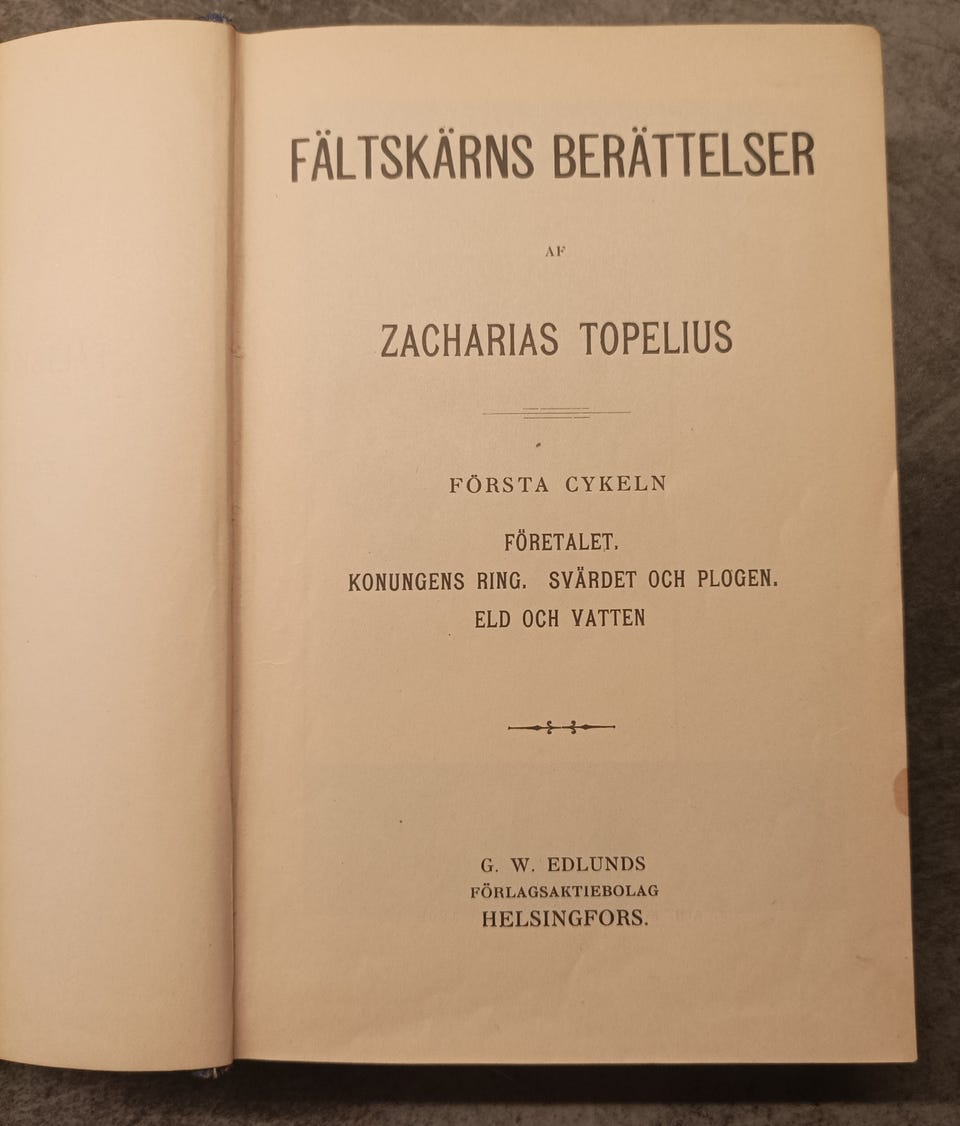 FÄLTSKÄRNS BERÄTTELSER
AF
ZACHARIAS TOPELIUS
FÖRSTA CYKELN
FÖRETALET.
KONUNGENS RING. SVÄRDET OCH PLOGEN.
ELD OCH VATTEN
G. W. EDLUNDS
FÖRLAGSAKTIEBOLAG
HELSINGFORS.